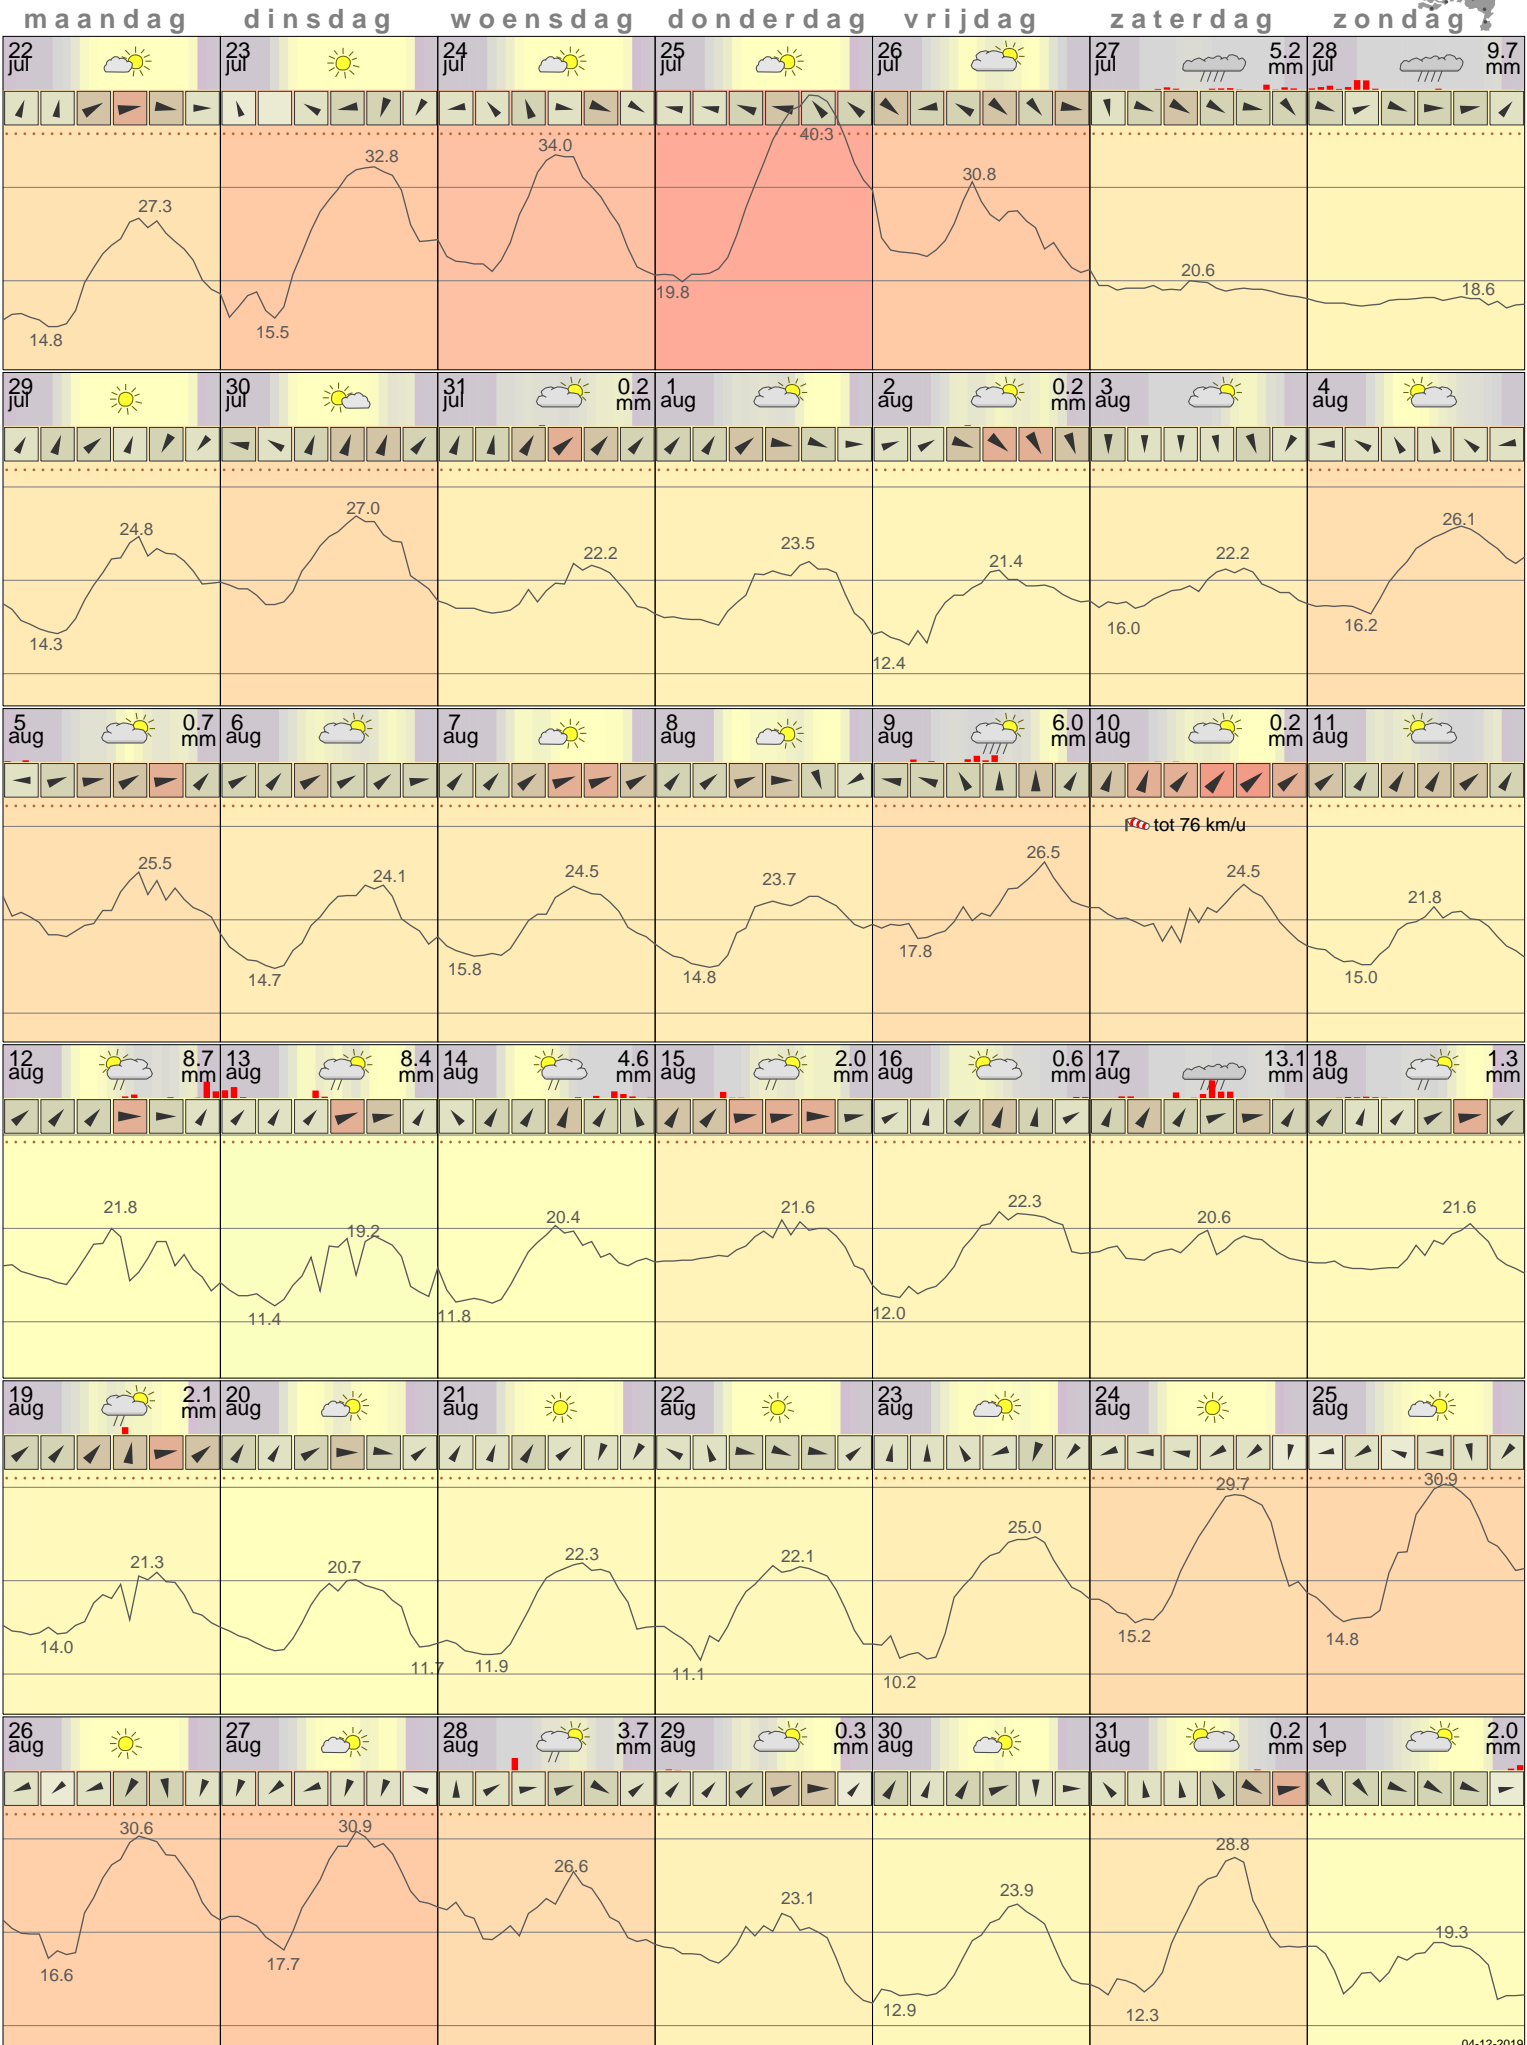 maandag dinsdag woensdag donderdag vrijdag zaterdag zondag
22 jul 23 jul 24 jul 25 jul 26 jul 27 jul 5.2 mm 28 jul 9.7 mm
40.3
32.8 34.0
27.3 30.8
20.6
19.8 18.6
14.8 15.5
29 jul 30 jul 31 jul 0.2 mm 1 aug 2 aug 0.2 mm 3 aug 4 aug
24.8 27.0 22.2 23.5 21.4 22.2 26.1
14.3 12.4 16.0 16.2
5 aug 0.7 mm 6 aug 7 aug 8 aug 9 aug 6.0 mm 10 aug 0.2 mm 11 aug
tot 76 km/u
25.5 24.1 24.5 23.7 26.5 24.5 21.8
14.7 15.8 14.8 17.8 15.0
12 aug 8.7 mm 13 aug 8.4 mm 14 aug 4.6 mm 15 aug 2.0 mm 16 aug 0.6 mm 17 aug 13.1 mm 18 aug 1.3 mm
21.8 19.2 20.4 21.6 22.3 20.6 21.6
11.4 11.8 12.0
19 aug 2.1 mm 20 aug 21 aug 22 aug 23 aug 24 aug 25 aug
29.7 30.9
21.3 20.7 22.3 22.1 25.0
14.0 11.7 11.9 11.1 10.2 15.2 14.8
26 aug 27 aug 28 aug 3.7 mm 29 aug 0.3 mm 30 aug 31 aug 0.2 mm 1 sep 2.0 mm
30.6 30.9 26.6 23.1 23.9 28.8 19.3
16.6 17.7 12.9 12.3
04-12-2019